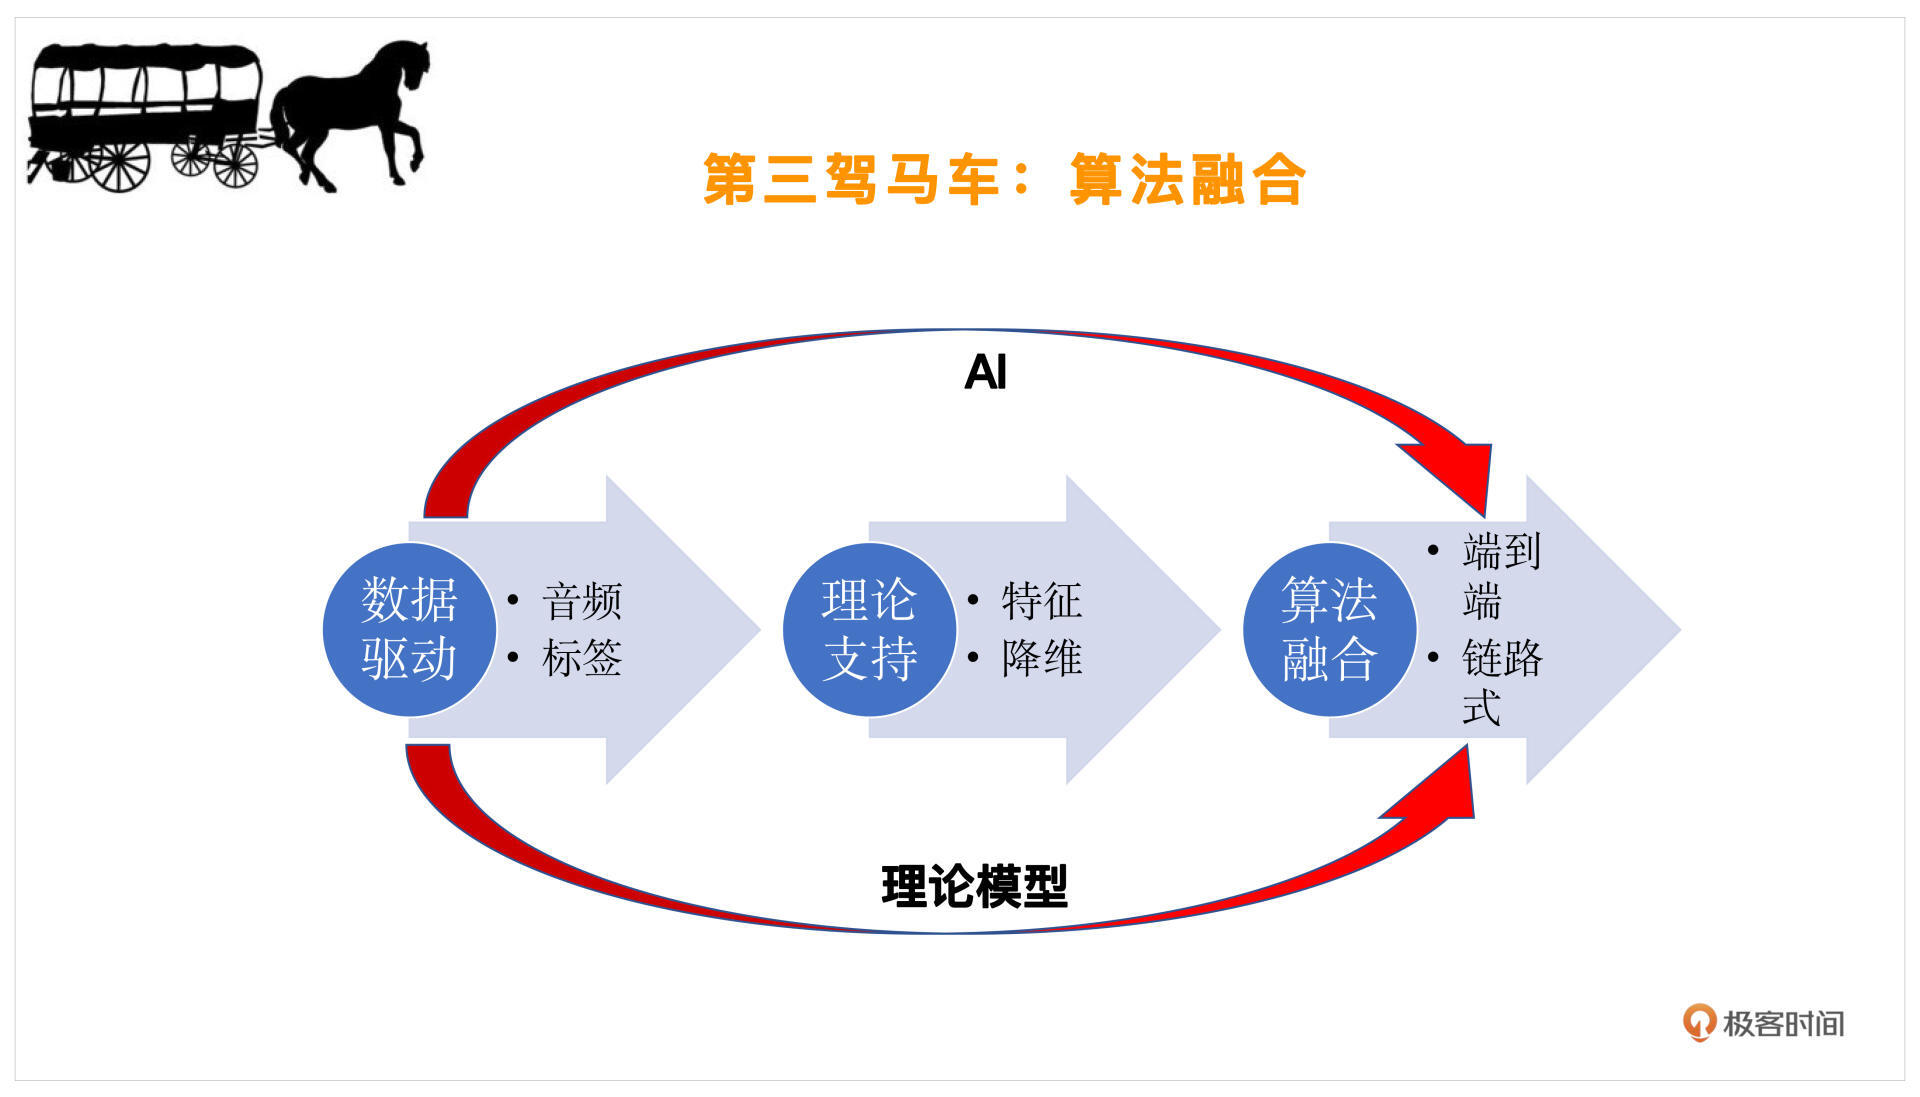 第三驾马车：算法融合
AI
数据
驱动
• 音频
• 标签
理论
支持
• 特征
• 降维
算法
融合
• 端到
端
• 链路
式
理论模型
极客时间